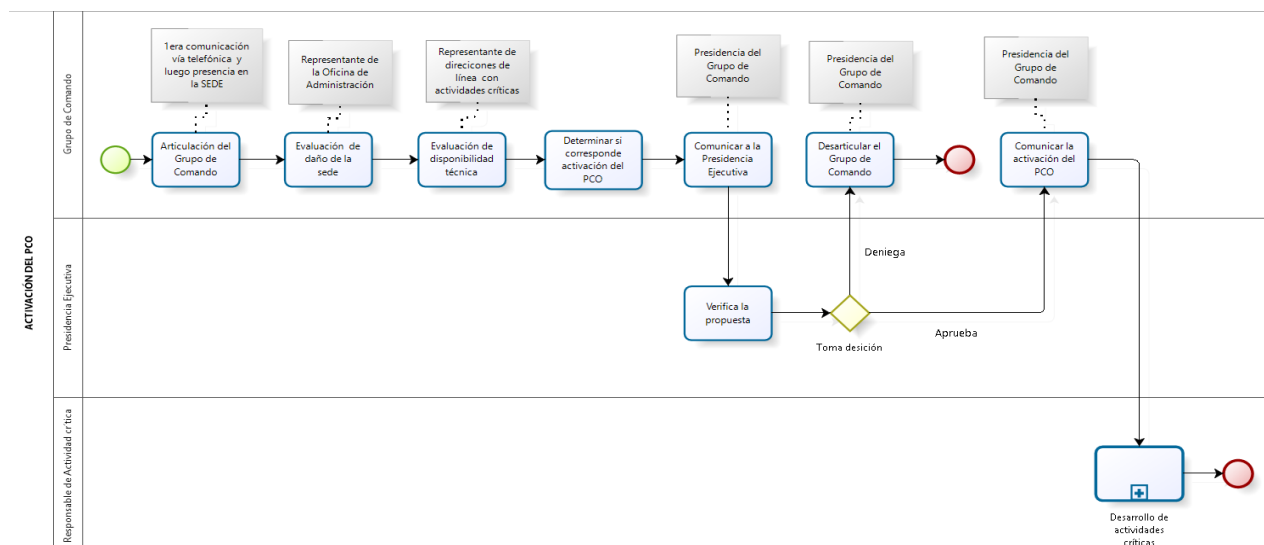 ACTIVACIÓN DEL PCO
Grupo de Comando
1era comunicación
vía telefónica y
luego presencia en
la SEDE
Representante de
la Oficina de
Administración
Representante de
direcicones de
línea con
actividades críticas
Presidencia del
Grupo de
Comando
Presidencia del
Grupo de
Comando
Presidencia del
Grupo de
Comando
Articulación del
Grupo de
Comando
Evaluación de
daño de la
sede
Evaluación de
disponibilidad
técnica
Determinar si
corresponde
activación del
PCO
Comunicar a la
Presidencia
Ejecutiva
Desarticular el
Grupo de
Comando
Comunicar la
activación del
PCO
Presidencia Ejecutiva
Deniega
Verifica la
propuesta
Toma desición
Aprueba
Responsable de Actividad crítica
Desarrollo de
actividades
críticas